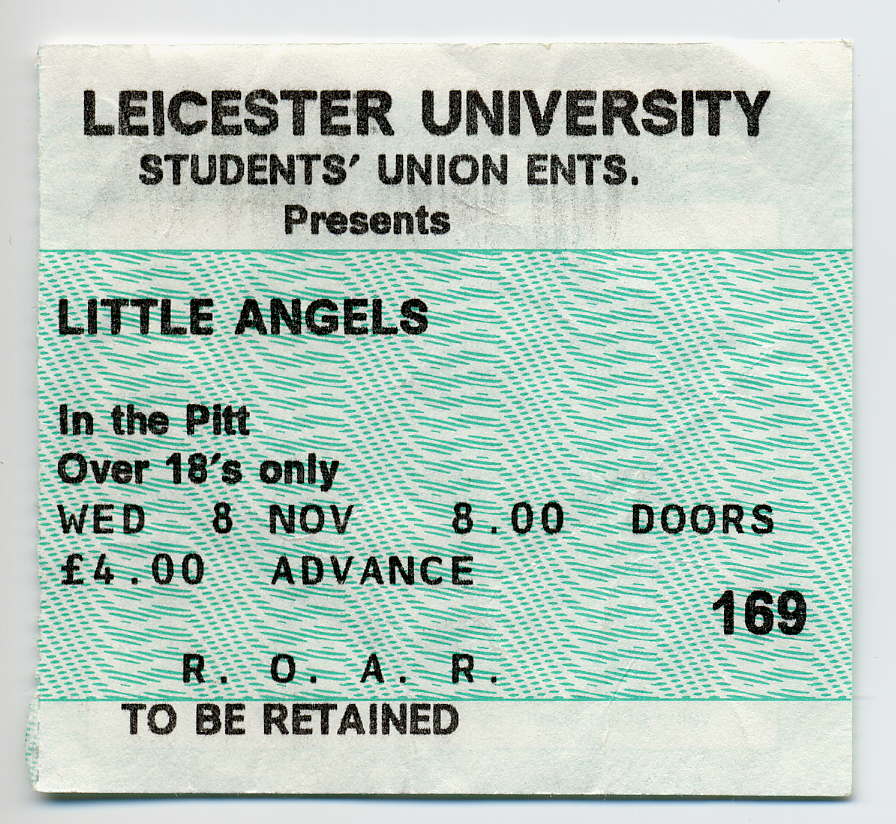 LEICESTER UNIVERSITY
STUDENTS' UNION ENTS.
Presents
LITTLE ANGELS
In the Pitt
Over 18's only
WED 8 NOV 8.00 DOORS
£4.00 ADVANCE
169
R. O. A. R.
TO BE RETAINED